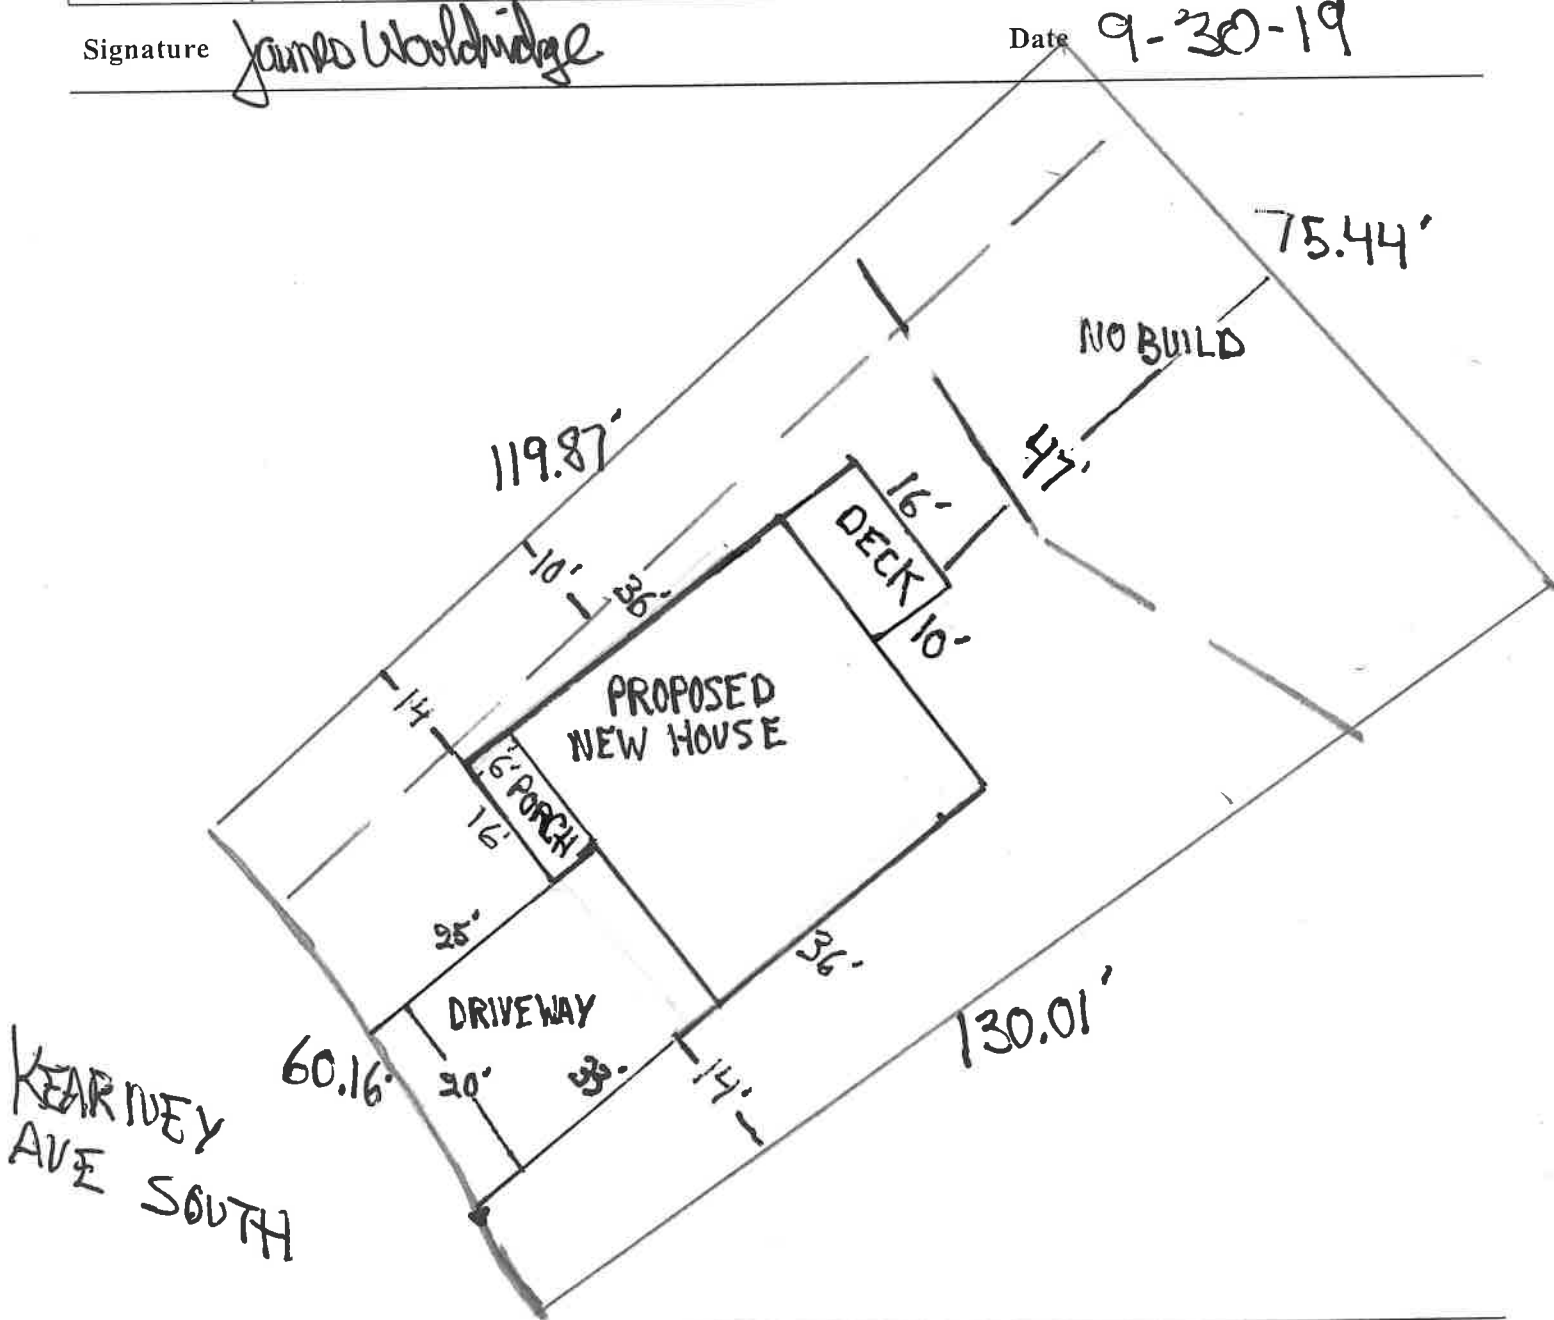 Signature James Wooldridge
Date 9-30-19
75.44'
NO BUILD
47'
119.87'
16'
DECK
10'
10'
36'
PROPOSED
NEW HOUSE
14
6' PORCH
16'
25'
36'
DRIVEWAY
130.01'
60.16'
20'
33'
14'
KEARNEY
AVE SOUTH